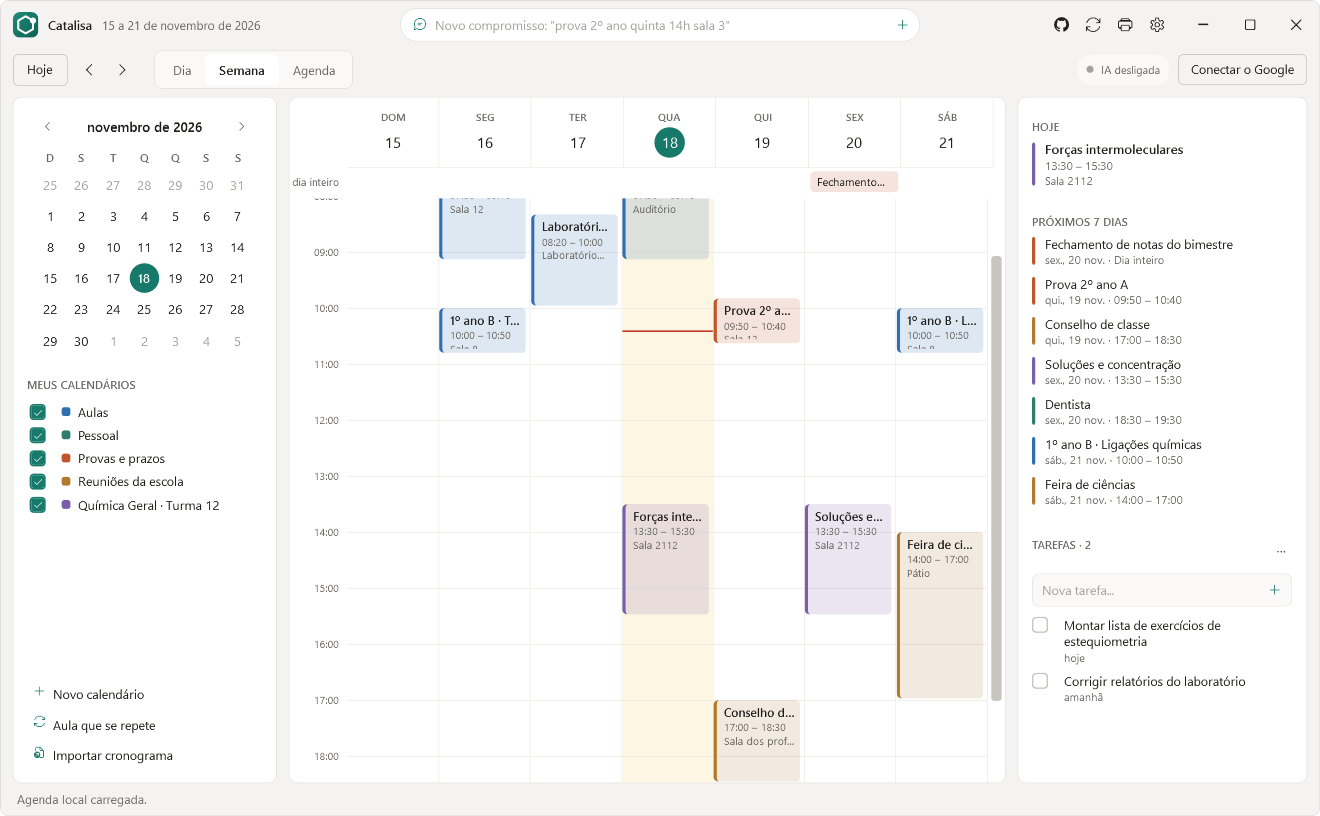 Catalisa 15 a 21 de novembro de 2026
Novo compromisso: "prova 2º ano quinta 14h sala 3"
Hoje
Dia Semana Agenda
IA desligada
Conectar o Google
novembro de 2026
D S T Q Q S S
25 26 27 28 29 30 31
1 2 3 4 5 6 7
8 9 10 11 12 13 14
15 16 17 18 19 20 21
22 23 24 25 26 27 28
29 30 1 2 3 4 5
MEUS CALENDÁRIOS
Aulas
Pessoal
Provas e prazos
Reuniões da escola
Química Geral · Turma 12
Novo calendário
Aula que se repete
Importar cronograma
DOM SEG TER QUA QUI SEX SÁB
15 16 17 18 19 20 21
dia inteiro
Fechamento...
Sala 12
Auditório
Laboratóri...
08:20 – 10:00
Laboratório...
09:00
10:00
1º ano B · T...
10:00 – 10:50
Prova 2º a...
09:50 – 10:40
1º ano B · L...
10:00 – 10:50
11:00
12:00
13:00
Forças inte...
13:30 – 15:30
Sala 2112
Soluções e...
13:30 – 15:30
Sala 2112
14:00
Feira de ci...
14:00 – 17:00
Pátio
15:00
16:00
17:00
Conselho d...
17:00 – 18:30
Sala dos prof...
18:00
HOJE
Forças intermoleculares
13:30 – 15:30
Sala 2112
PRÓXIMOS 7 DIAS
Fechamento de notas do bimestre
sex., 20 nov. · Dia inteiro
Prova 2º ano A
qui., 19 nov. · 09:50 – 10:40
Conselho de classe
qui., 19 nov. · 17:00 – 18:30
Soluções e concentração
sex., 20 nov. · 13:30 – 15:30
Dentista
sex., 20 nov. · 18:30 – 19:30
1º ano B · Ligações químicas
sáb., 21 nov. · 10:00 – 10:50
Feira de ciências
sáb., 21 nov. · 14:00 – 17:00
TAREFAS · 2
...
Nova tarefa...
Montar lista de exercícios de
estequiometria
hoje
Corrigir relatórios do laboratório
amanhã
Agenda local carregada.